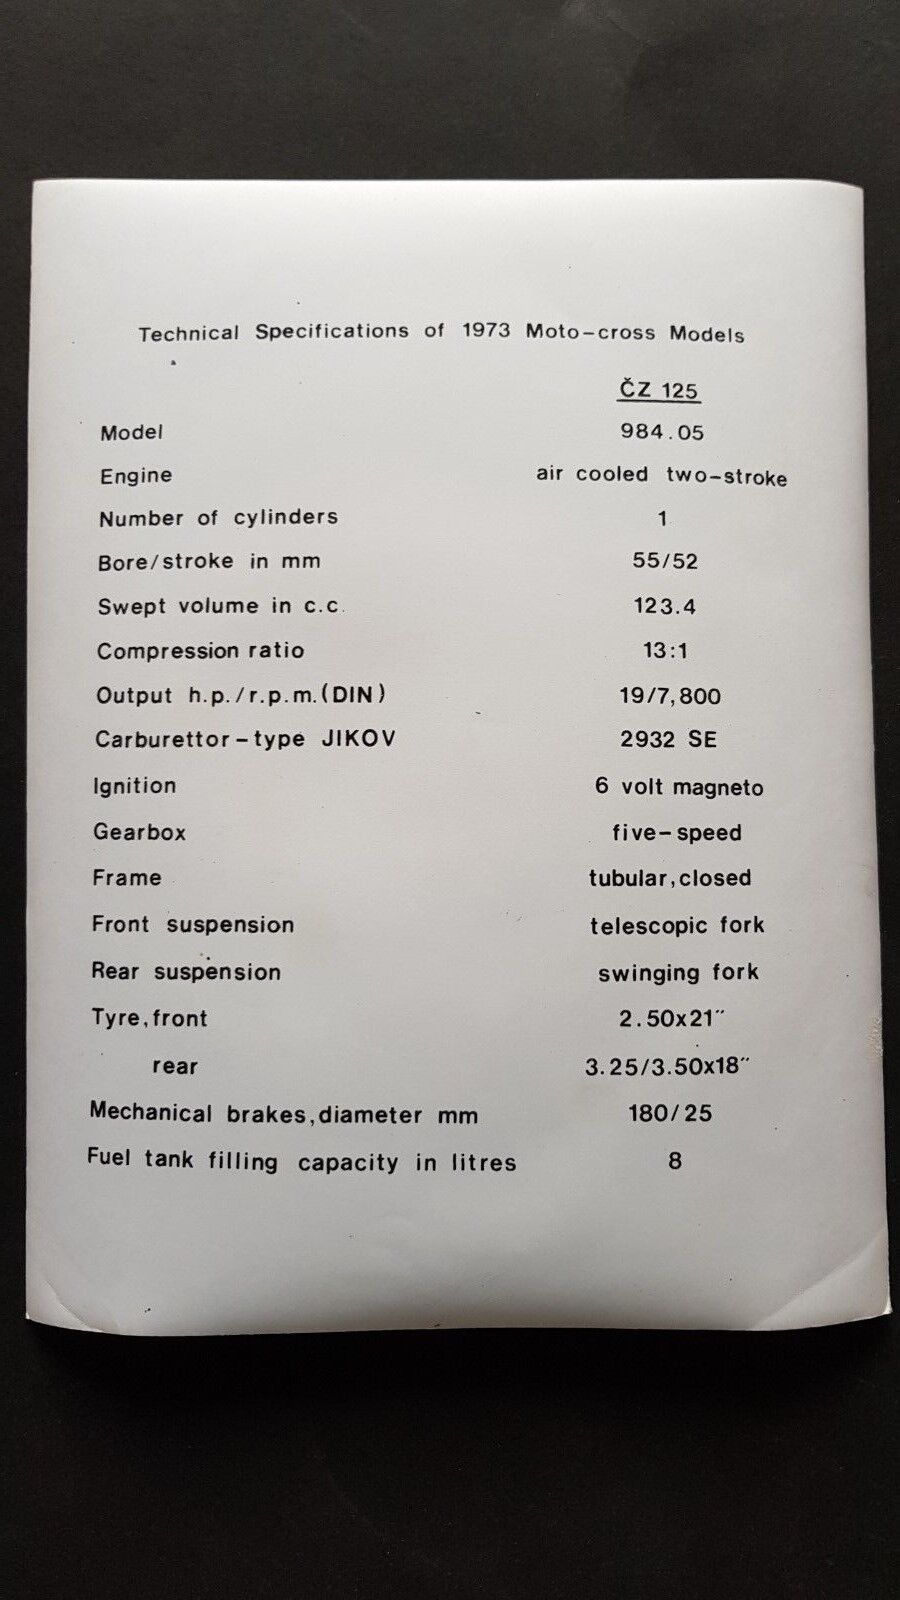 Technical Specifications of 1973 Moto-cross Models
ČZ 125
Model 984.05
Engine air cooled two-stroke
Number of cylinders 1
Bore/stroke in mm 55/52
Swept volume in c.c. 123.4
Compression ratio 13:1
Output h.p./r.p.m.(DIN) 19/7,800
Carburettor-type JIKOV 2932 SE
Ignition 6 volt magneto
Gearbox five-speed
Frame tubular,closed
Front suspension telescopic fork
Rear suspension swinging fork
Tyre,front 2.50x21"
rear 3.25/3.50x18"
Mechanical brakes,diameter mm 180/25
Fuel tank filling capacity in litres 8